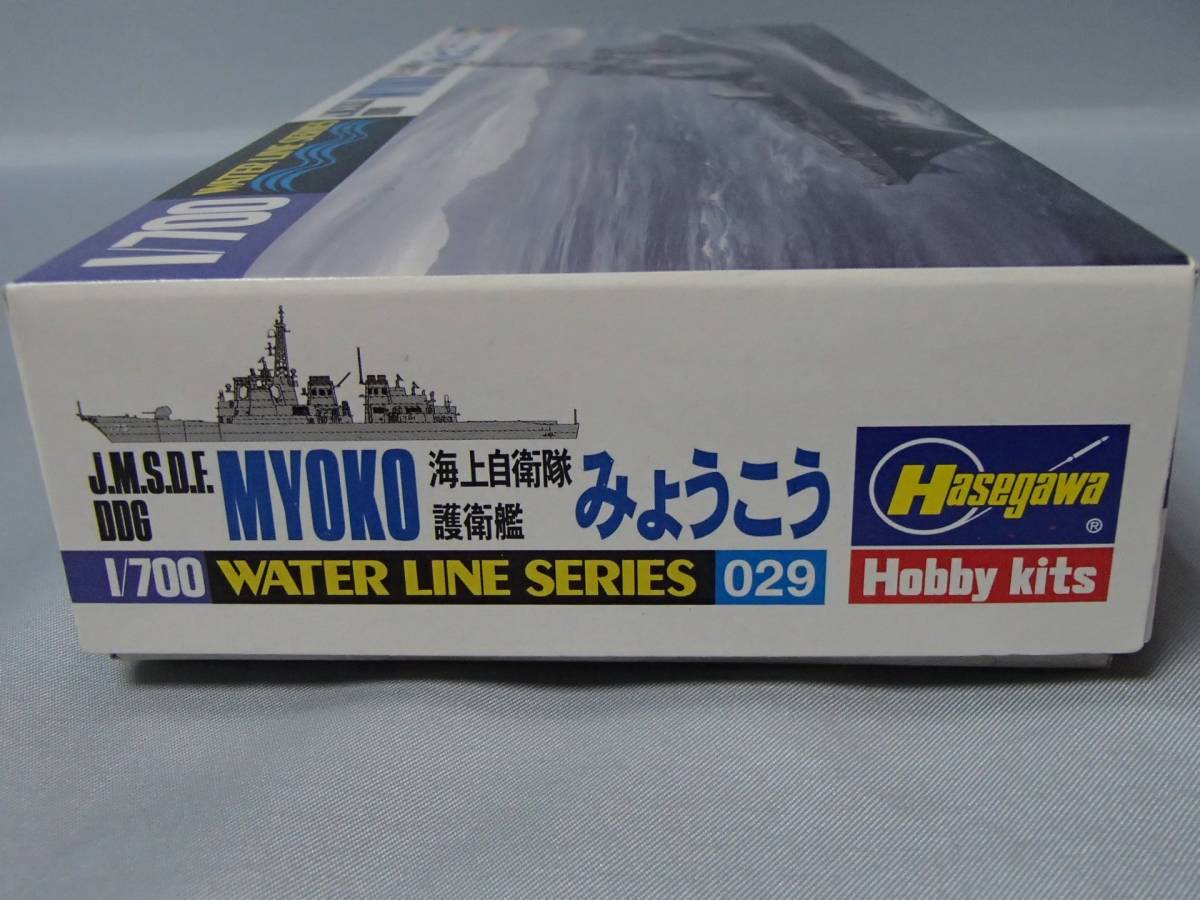 1/700
WATER LINE SERIES
J.M.S.D.F.
DDG
MYOKO
海上自衛隊
護衛艦
みょうこう
1/700
WATER LINE SERIES
029
Hasegawa
®
Hobby kits